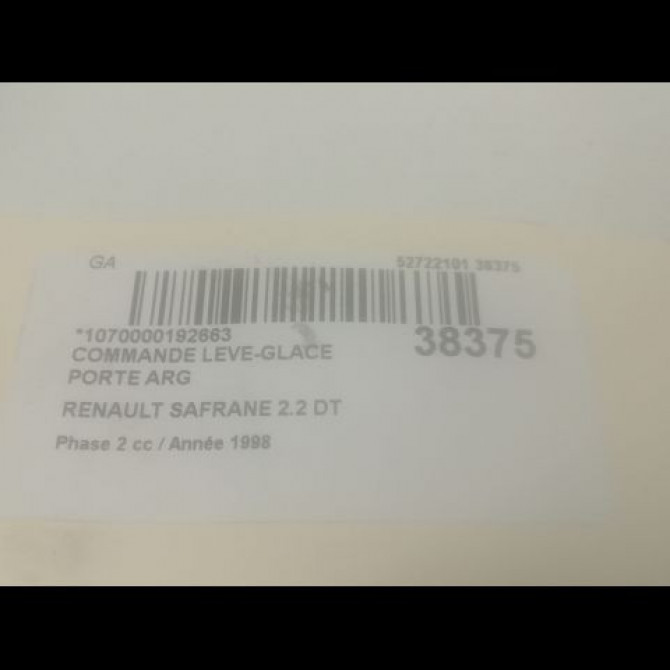 GA 52722101 38375
*1070000192663 38375
COMMANDE LEVE-GLACE
PORTE ARG
RENAULT SAFRANE 2.2 DT
Phase 2 cc / Année 1998